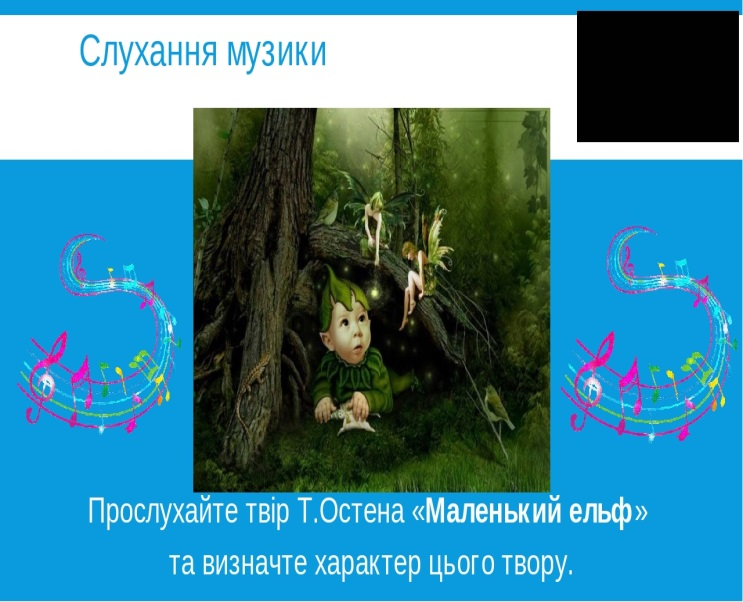 Слухання музики
Прослухайте твір Т.Остена «Маленький ельф»
та визначте характер цього твору.